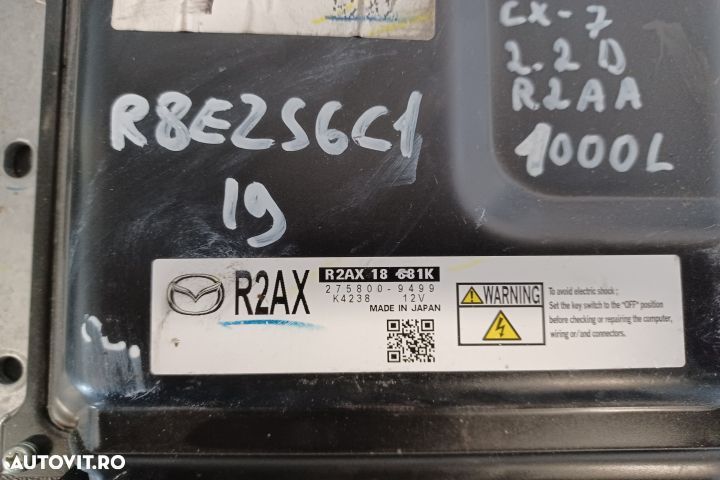 CX-7
2.2D
R2AA
1000L
R8E2S6C1
19
R2AX
R2AX 18 681K
275800-9499
K4238 12V
MADE IN JAPAN
WARNING
To avoid electric shock ;
Set the key switch to the "OFF" position
before checking or repairing the computer,
wiring or/and connectors.
AUTOVIT.RO